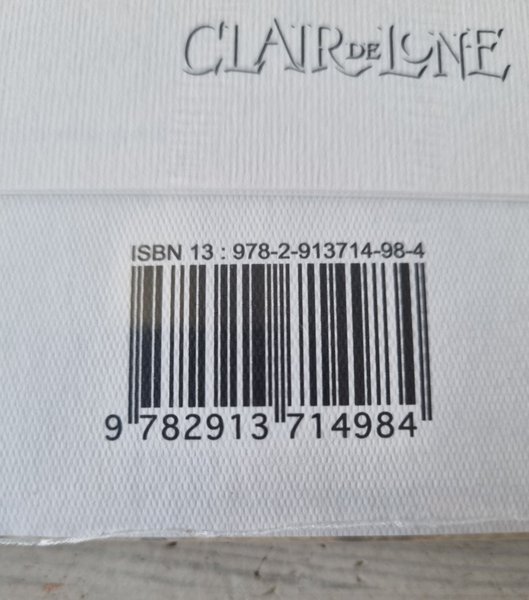 CLAIR DE LUNE
ISBN 13 : 978-2-913714-98-4
9 782913 714984